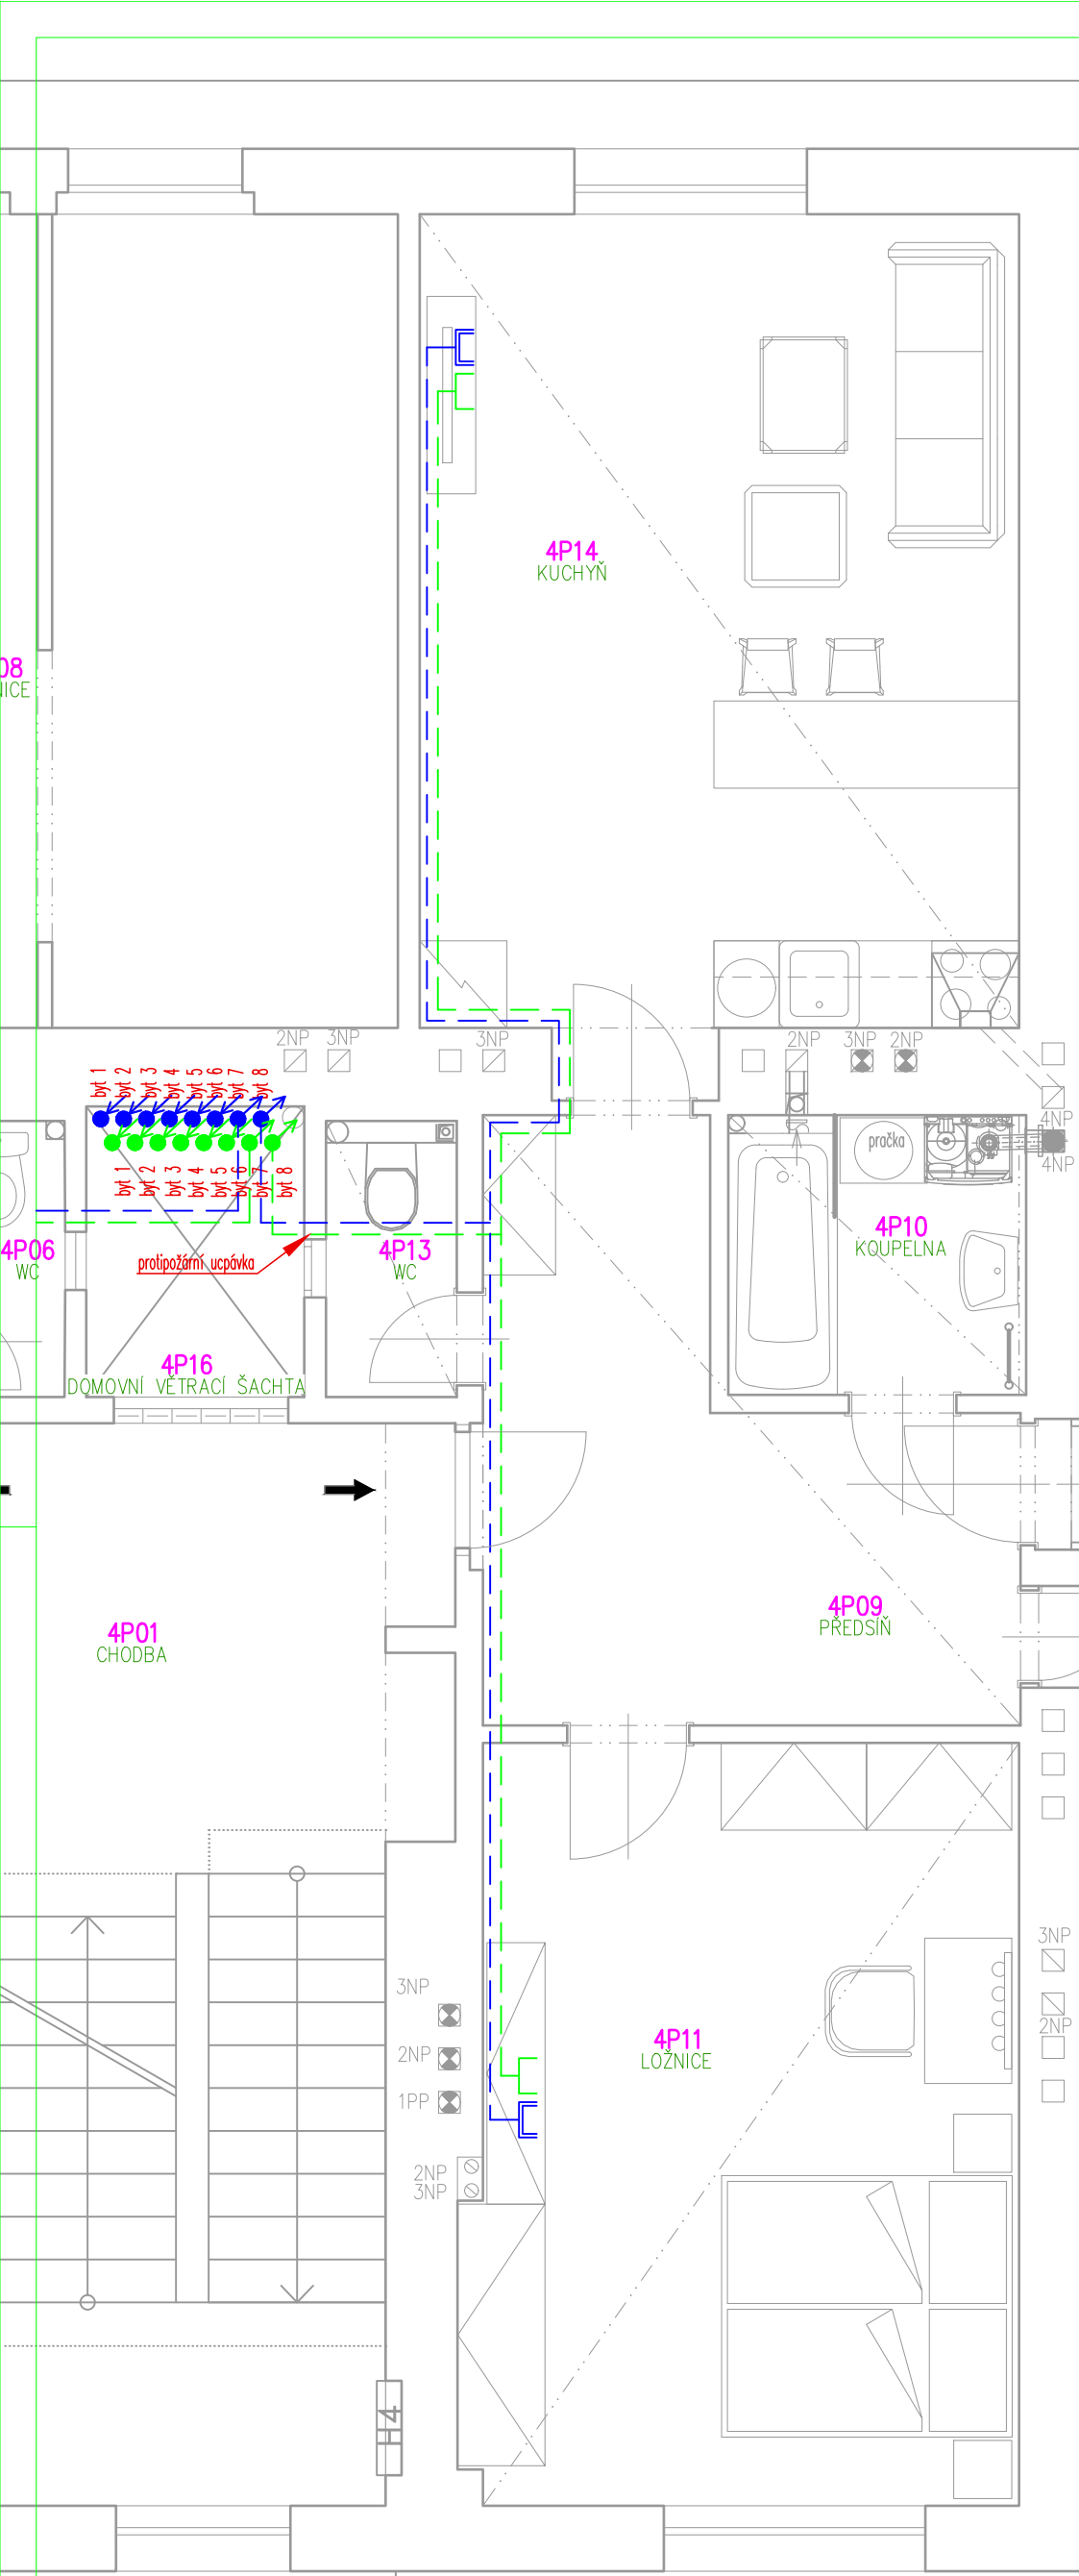 4P14
KUCHYŇ
08
NICE
2NP
3NP
3NP
2NP
3NP
2NP
4NP
4NP
byt 1
byt 2
byt 3
byt 4
byt 5
byt 6
byt 7
byt 8
byt 1
byt 2
byt 3
byt 4
byt 5
byt 6
byt 7
byt 8
pračka
4P10
KOUPELNA
4P06
WC
protipožární ucpávka
4P13
WC
4P16
DOMOVNÍ VĚTRACÍ ŠACHTA
4P01
CHODBA
4P09
PŘEDSÍŇ
3NP
2NP
1PP
2NP
3NP
4P11
LOŽNICE
3NP
2NP
H4